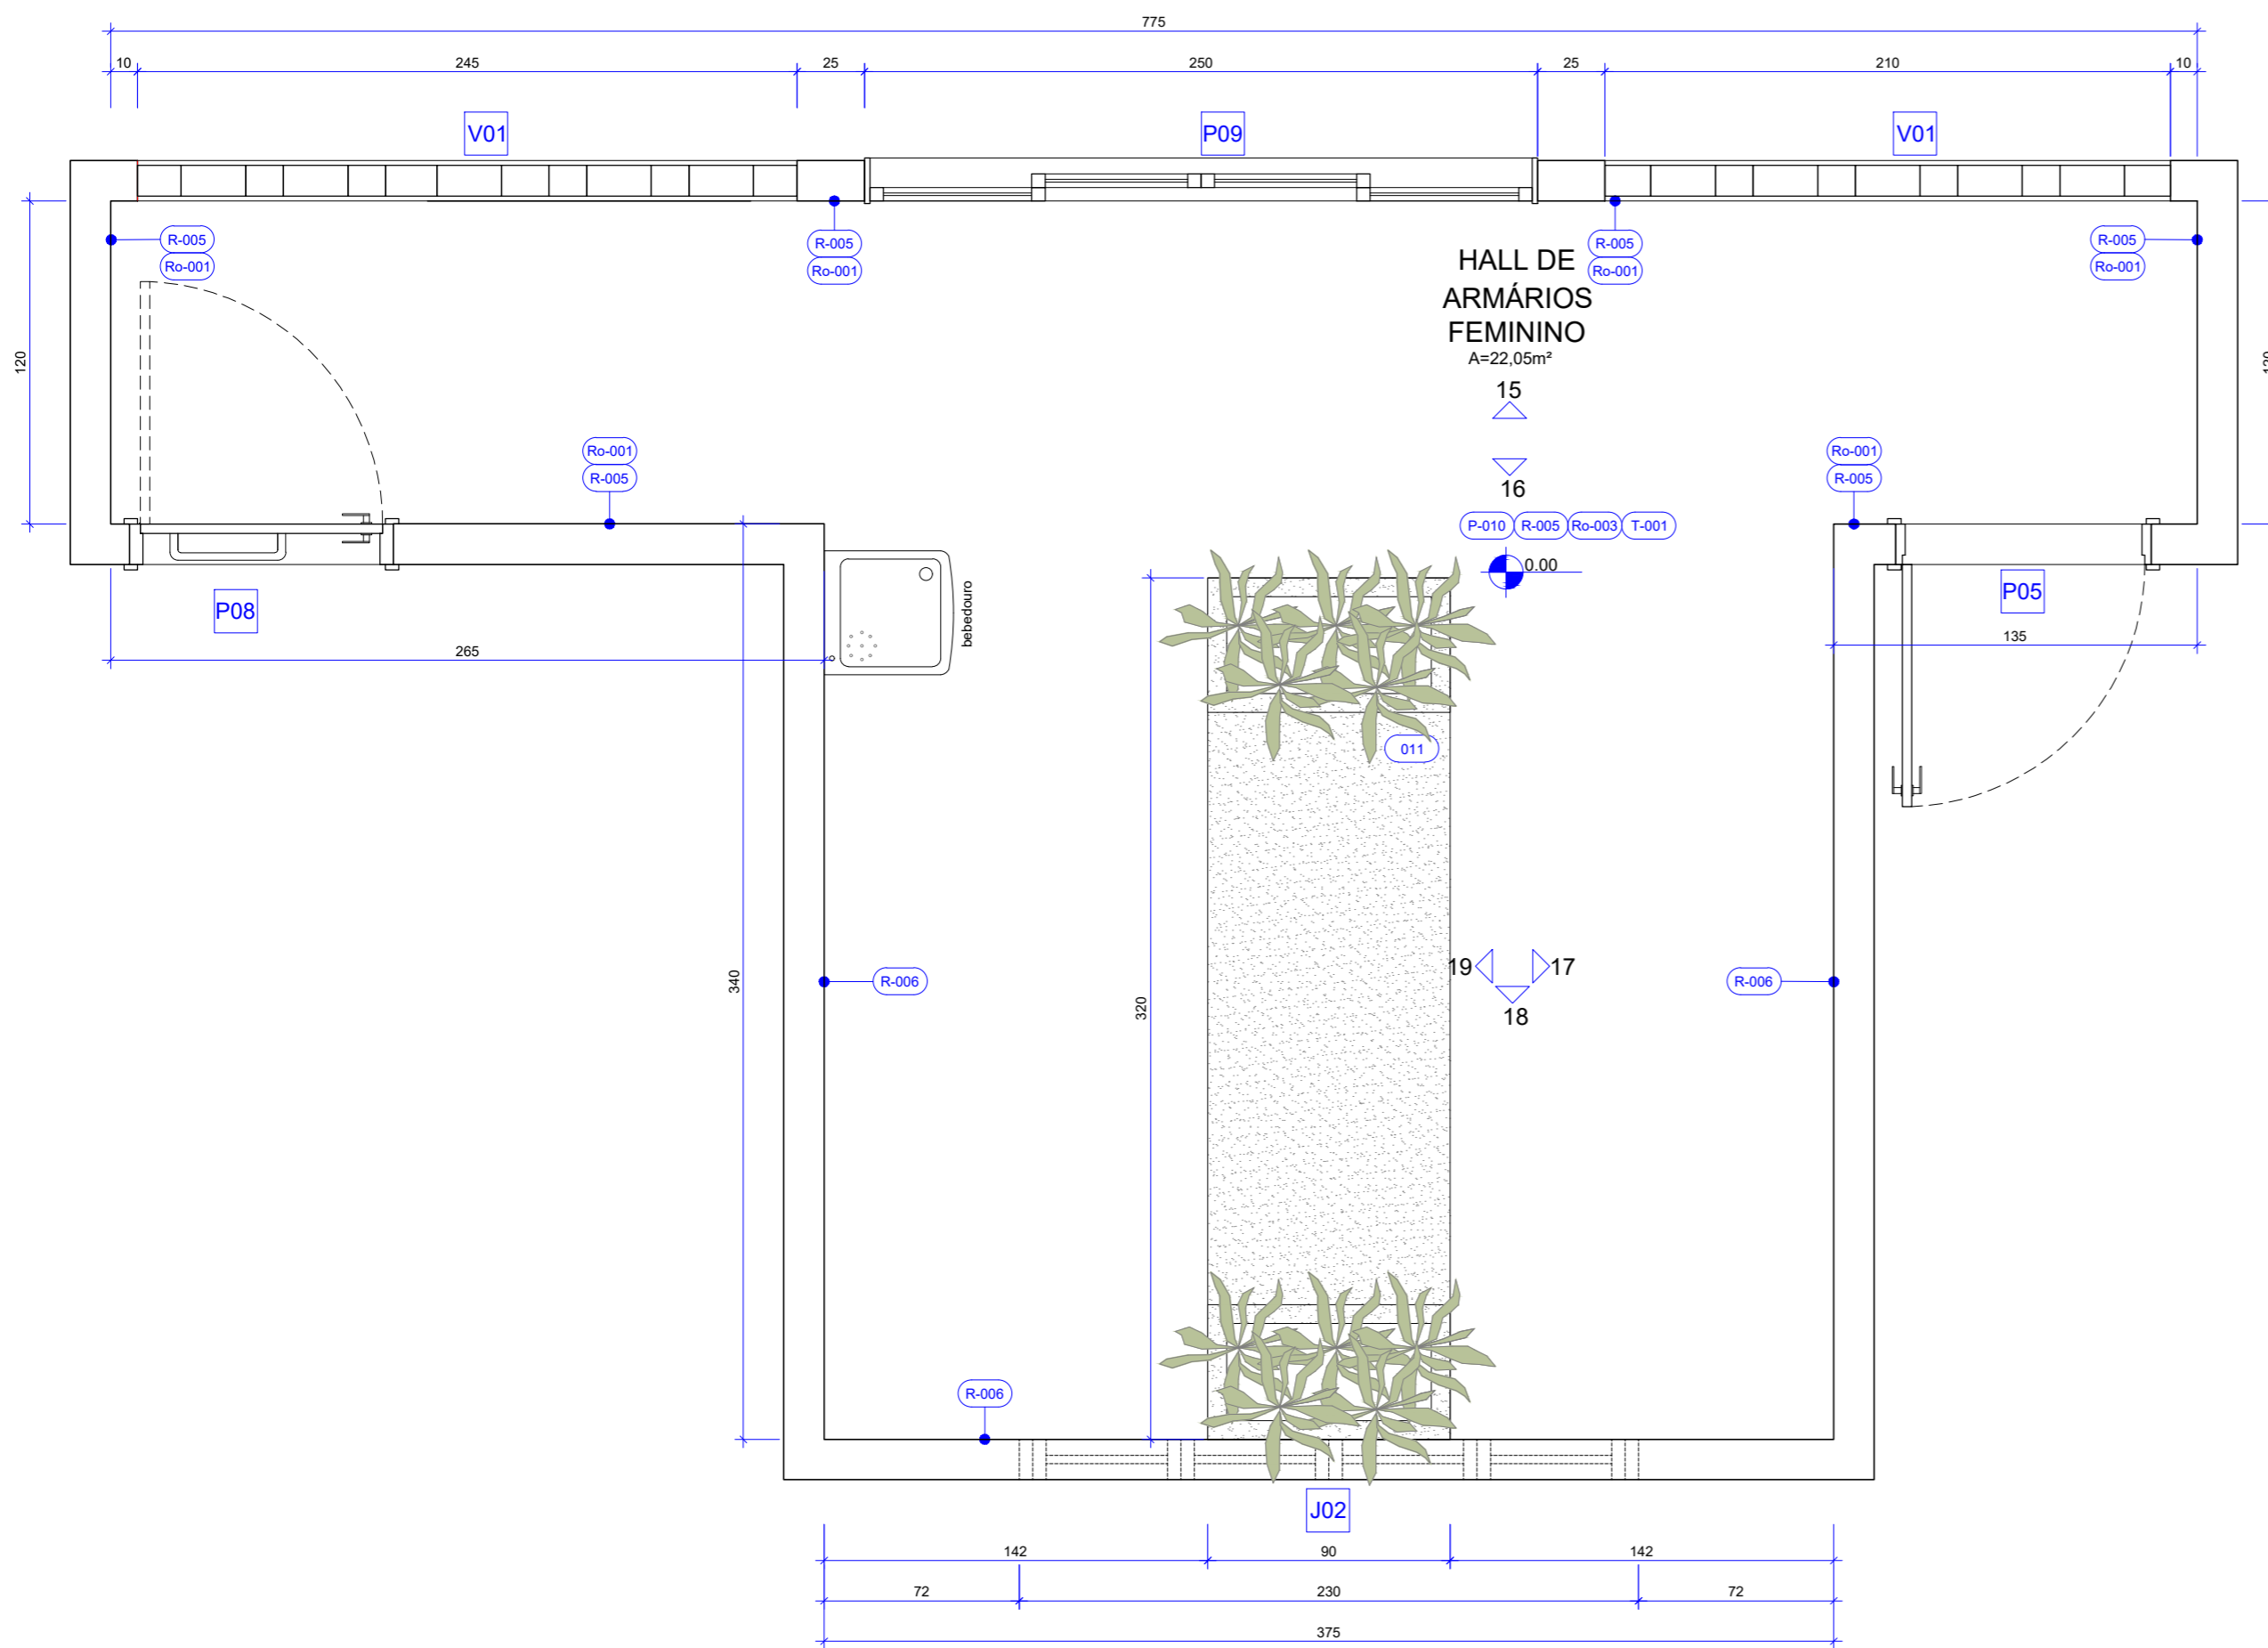 775
10 245 25 250 25 210 10
V01 P09 V01
R-005 R-005 R-005 R-005
Ro-001 Ro-001 Ro-001 Ro-001
HALL DE
ARMÁRIOS
FEMININO
A=22,05m²
120
120
15
16
Ro-001 Ro-001
R-005 R-005
P-010 R-005 Ro-003 T-001
0.00
P08
bebedouro
P05
265
135
011
340
320
R-006
19 17
18
R-006
R-006
J02
142 90 142
72 230 72
375